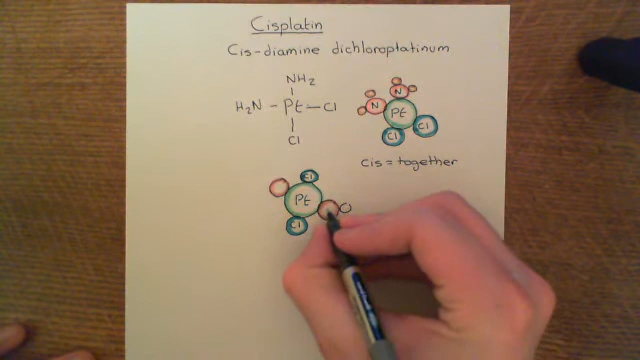 Cisplatin
Cis-diamine dichloroplatinum
NH2
H2N - Pt - Cl
Cl
N
N
Pt
Cl
Cl
cis = together
Cl
Pt
Cl